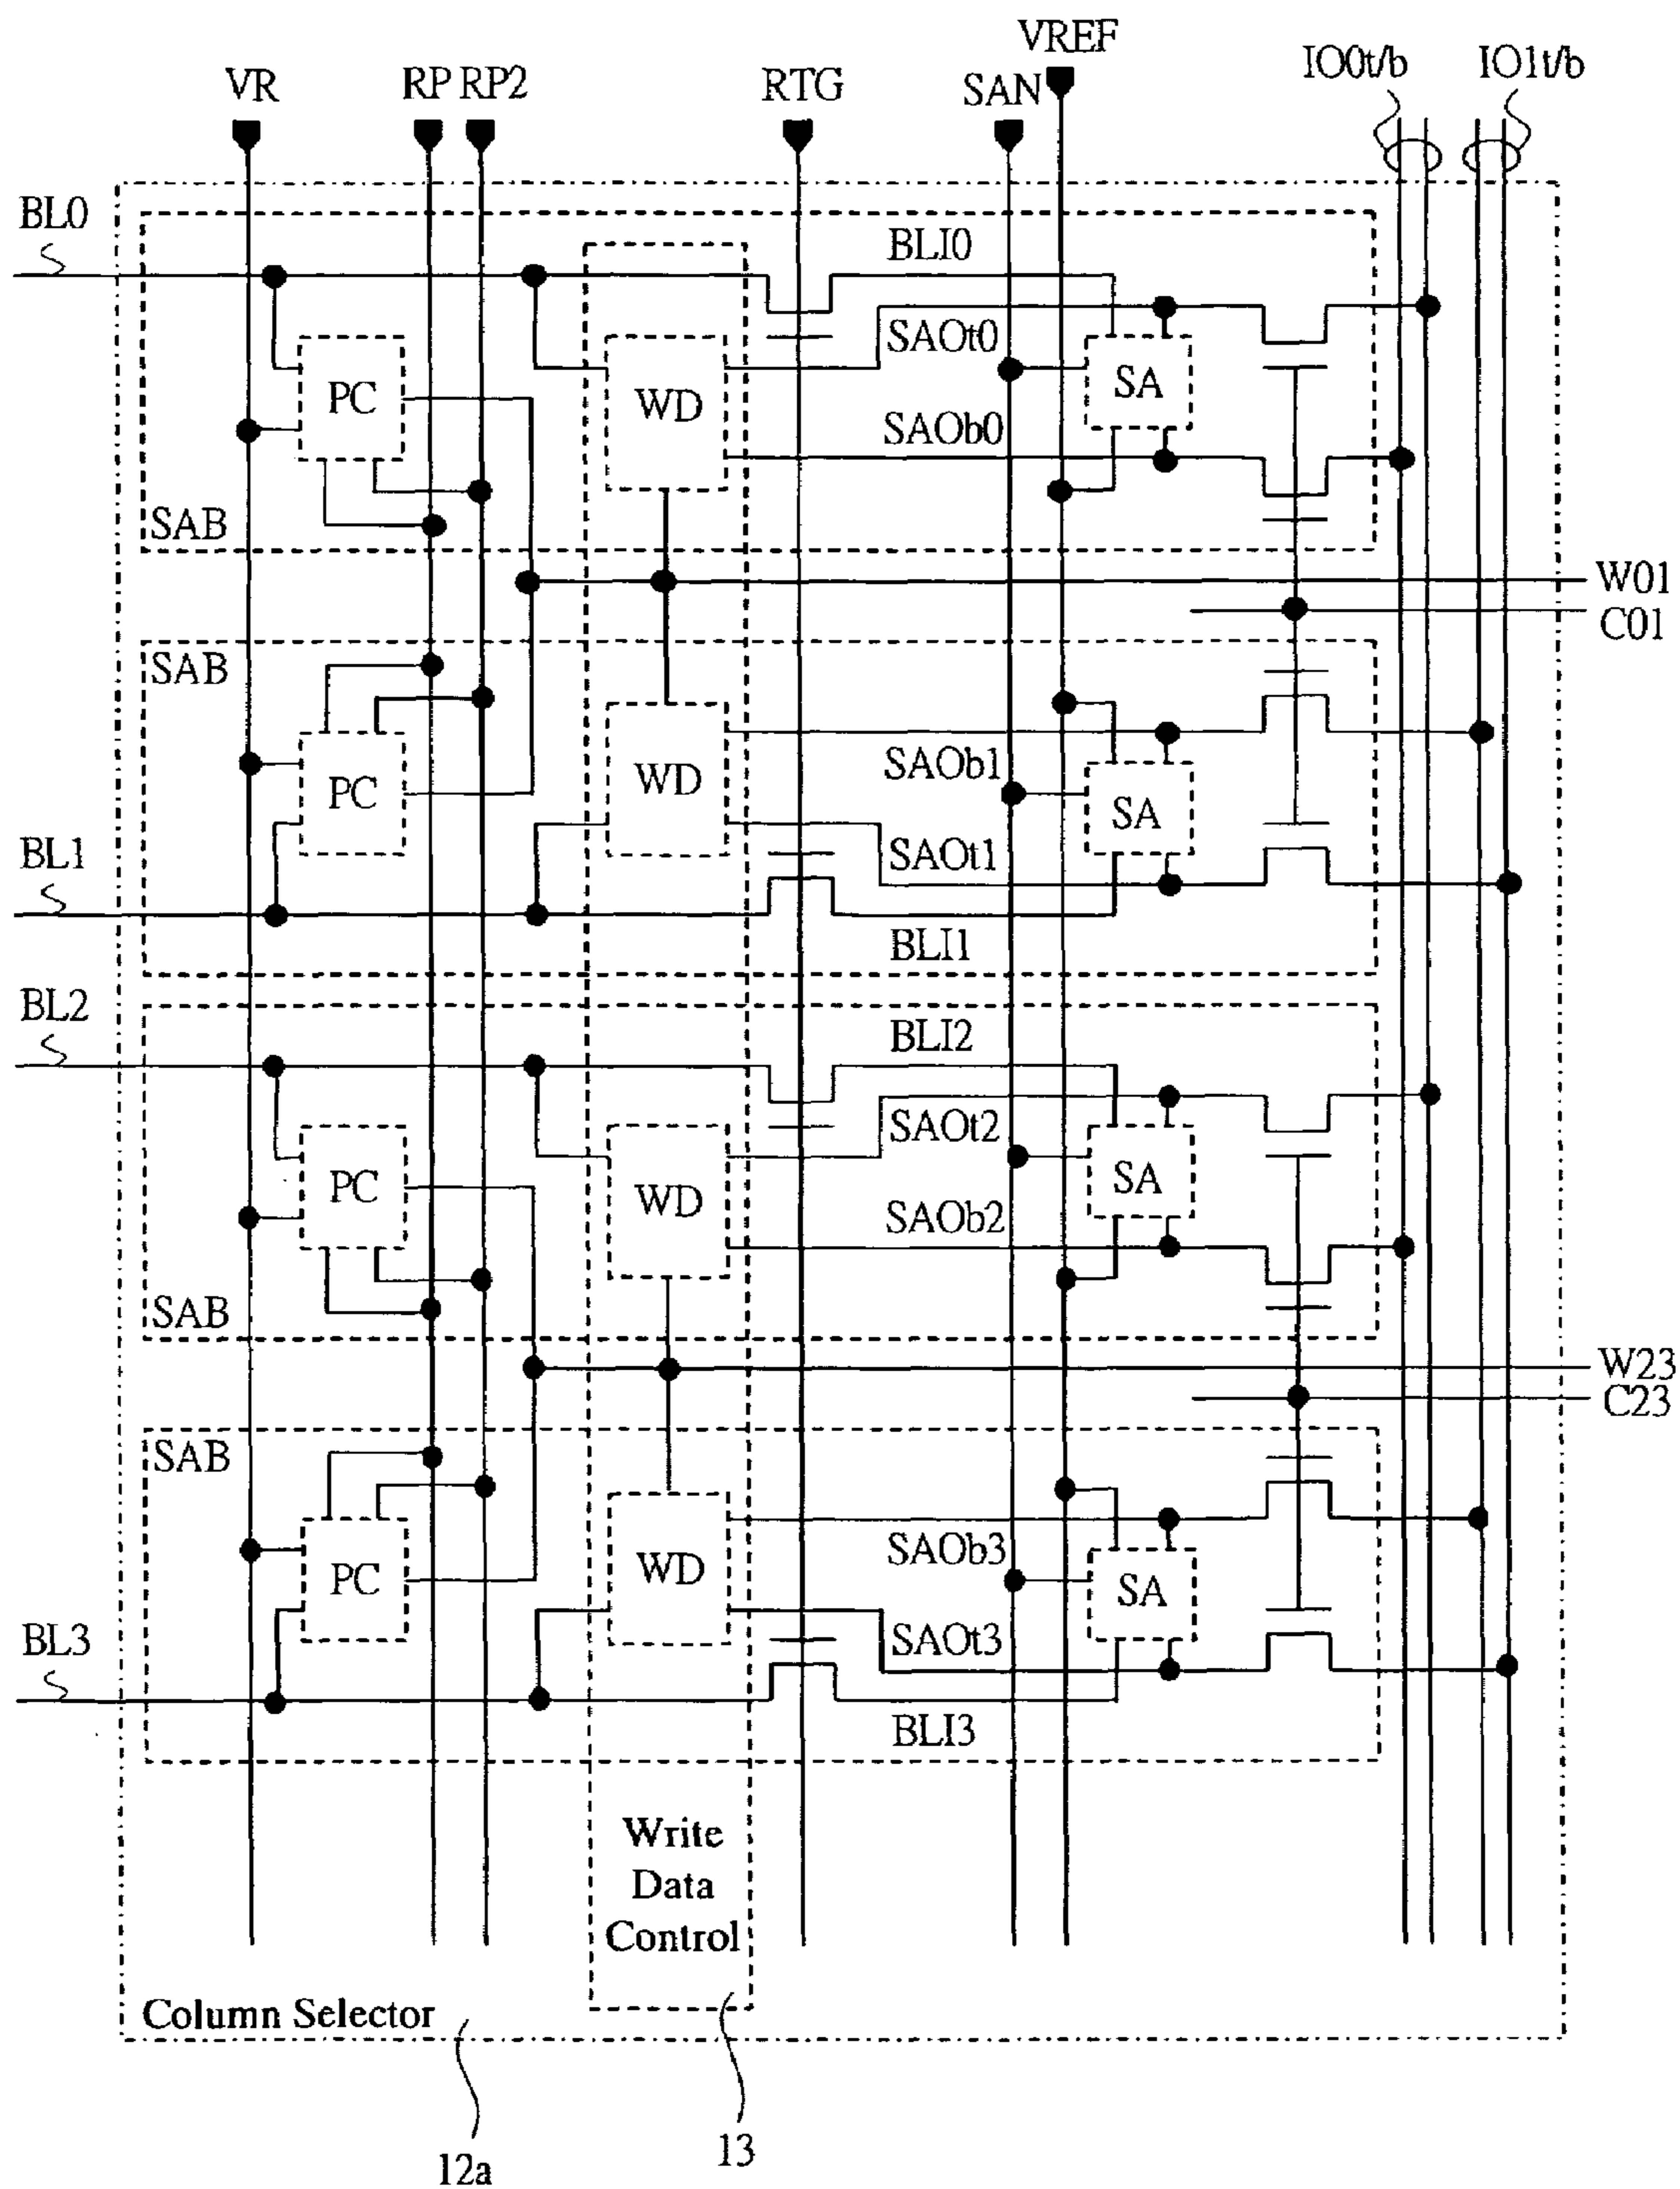 VREF
IO0t/b IO1t/b
VR RP RP2 RTG SAN
BL0
BLI0
SAOt0
PC WD SA
SAOb0
SAB
W01
C01
SAB
SAOb1
PC WD SA
SAOt1
BL1
BLI1
BL2
BLI2
SAOt2
PC WD SA
SAOb2
SAB
W23
C23
SAB
SAOb3
PC WD SA
SAOt3
BL3
BLI3
Write
Data
Control
Column Selector
13
12a